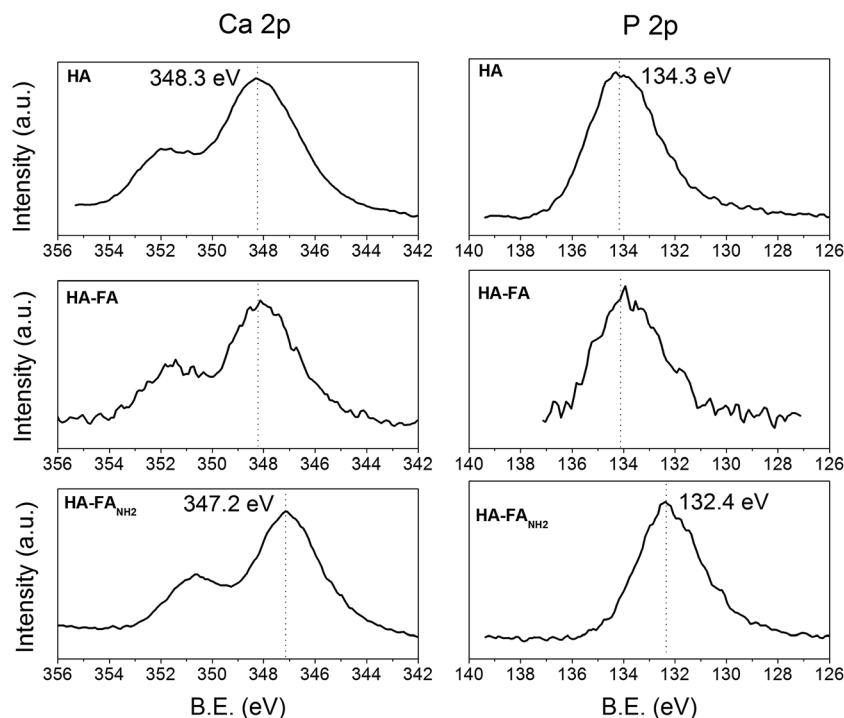 Ca 2p
P 2p
HA
348.3 eV
HA
134.3 eV
Intensity (a.u.)
356 354 352 350 348 346 344 342
140 138 136 134 132 130 128 126
HA-FA
HA-FA
Intensity (a.u.)
356 354 352 350 348 346 344 342
140 138 136 134 132 130 128 126
HA-FA_NH2
347.2 eV
HA-FA_NH2
132.4 eV
Intensity (a.u.)
356 354 352 350 348 346 344 342
140 138 136 134 132 130 128 126
B.E. (eV)
B.E. (eV)